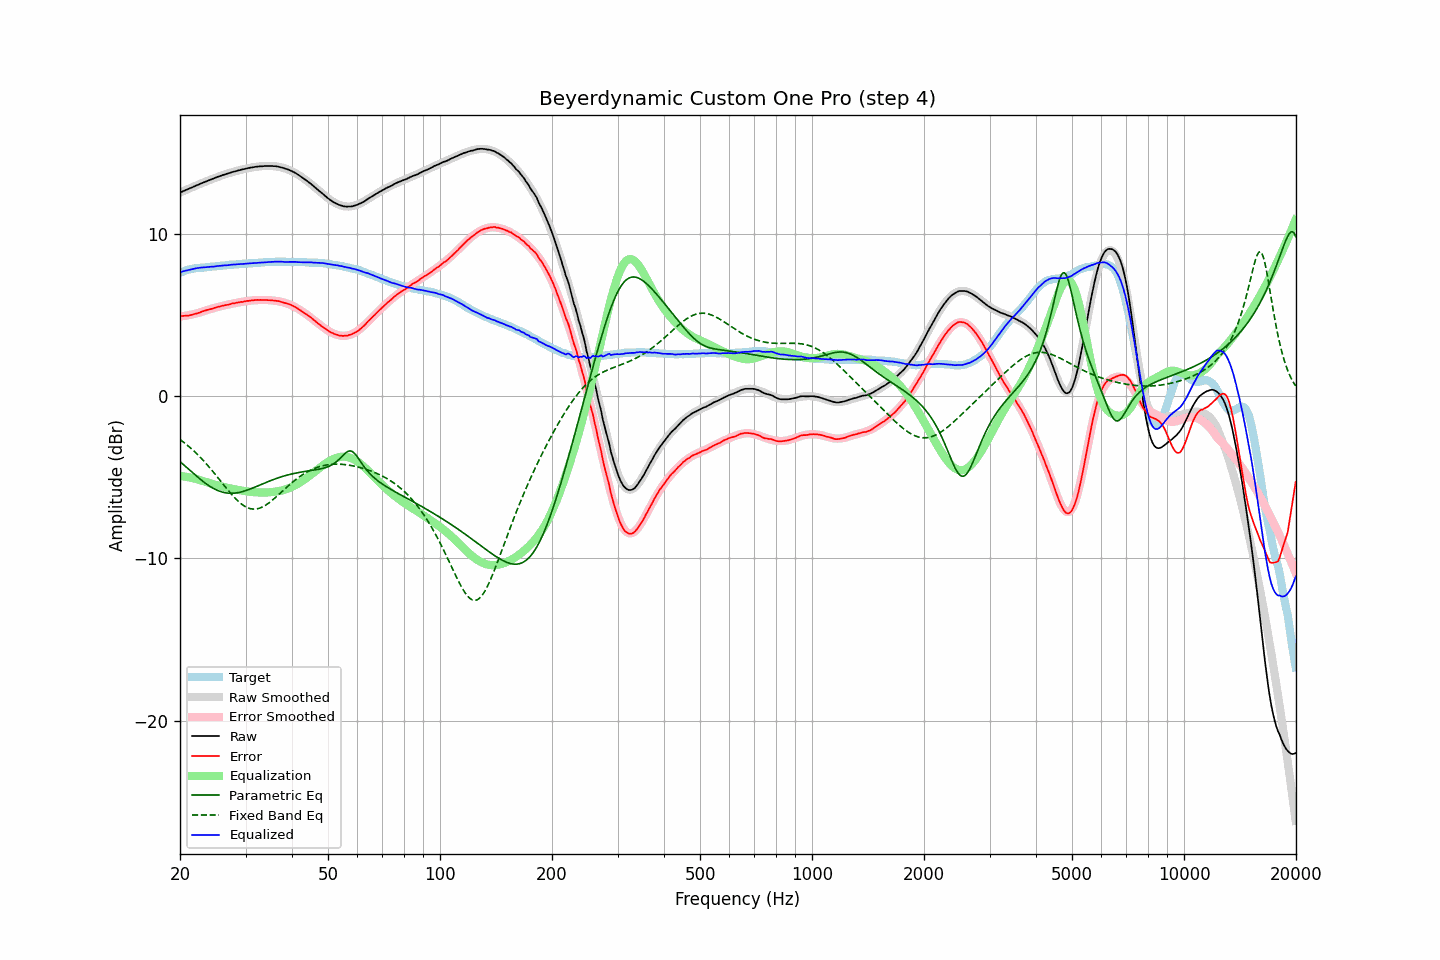 Beyerdynamic Custom One Pro (step 4)
Amplitude (dBr)
10
0
−10
−20
Target
Raw Smoothed
Error Smoothed
Raw
Error
Equalization
Parametric Eq
Fixed Band Eq
Equalized
20 50 100 200 500 1000 2000 5000 10000 20000
Frequency (Hz)